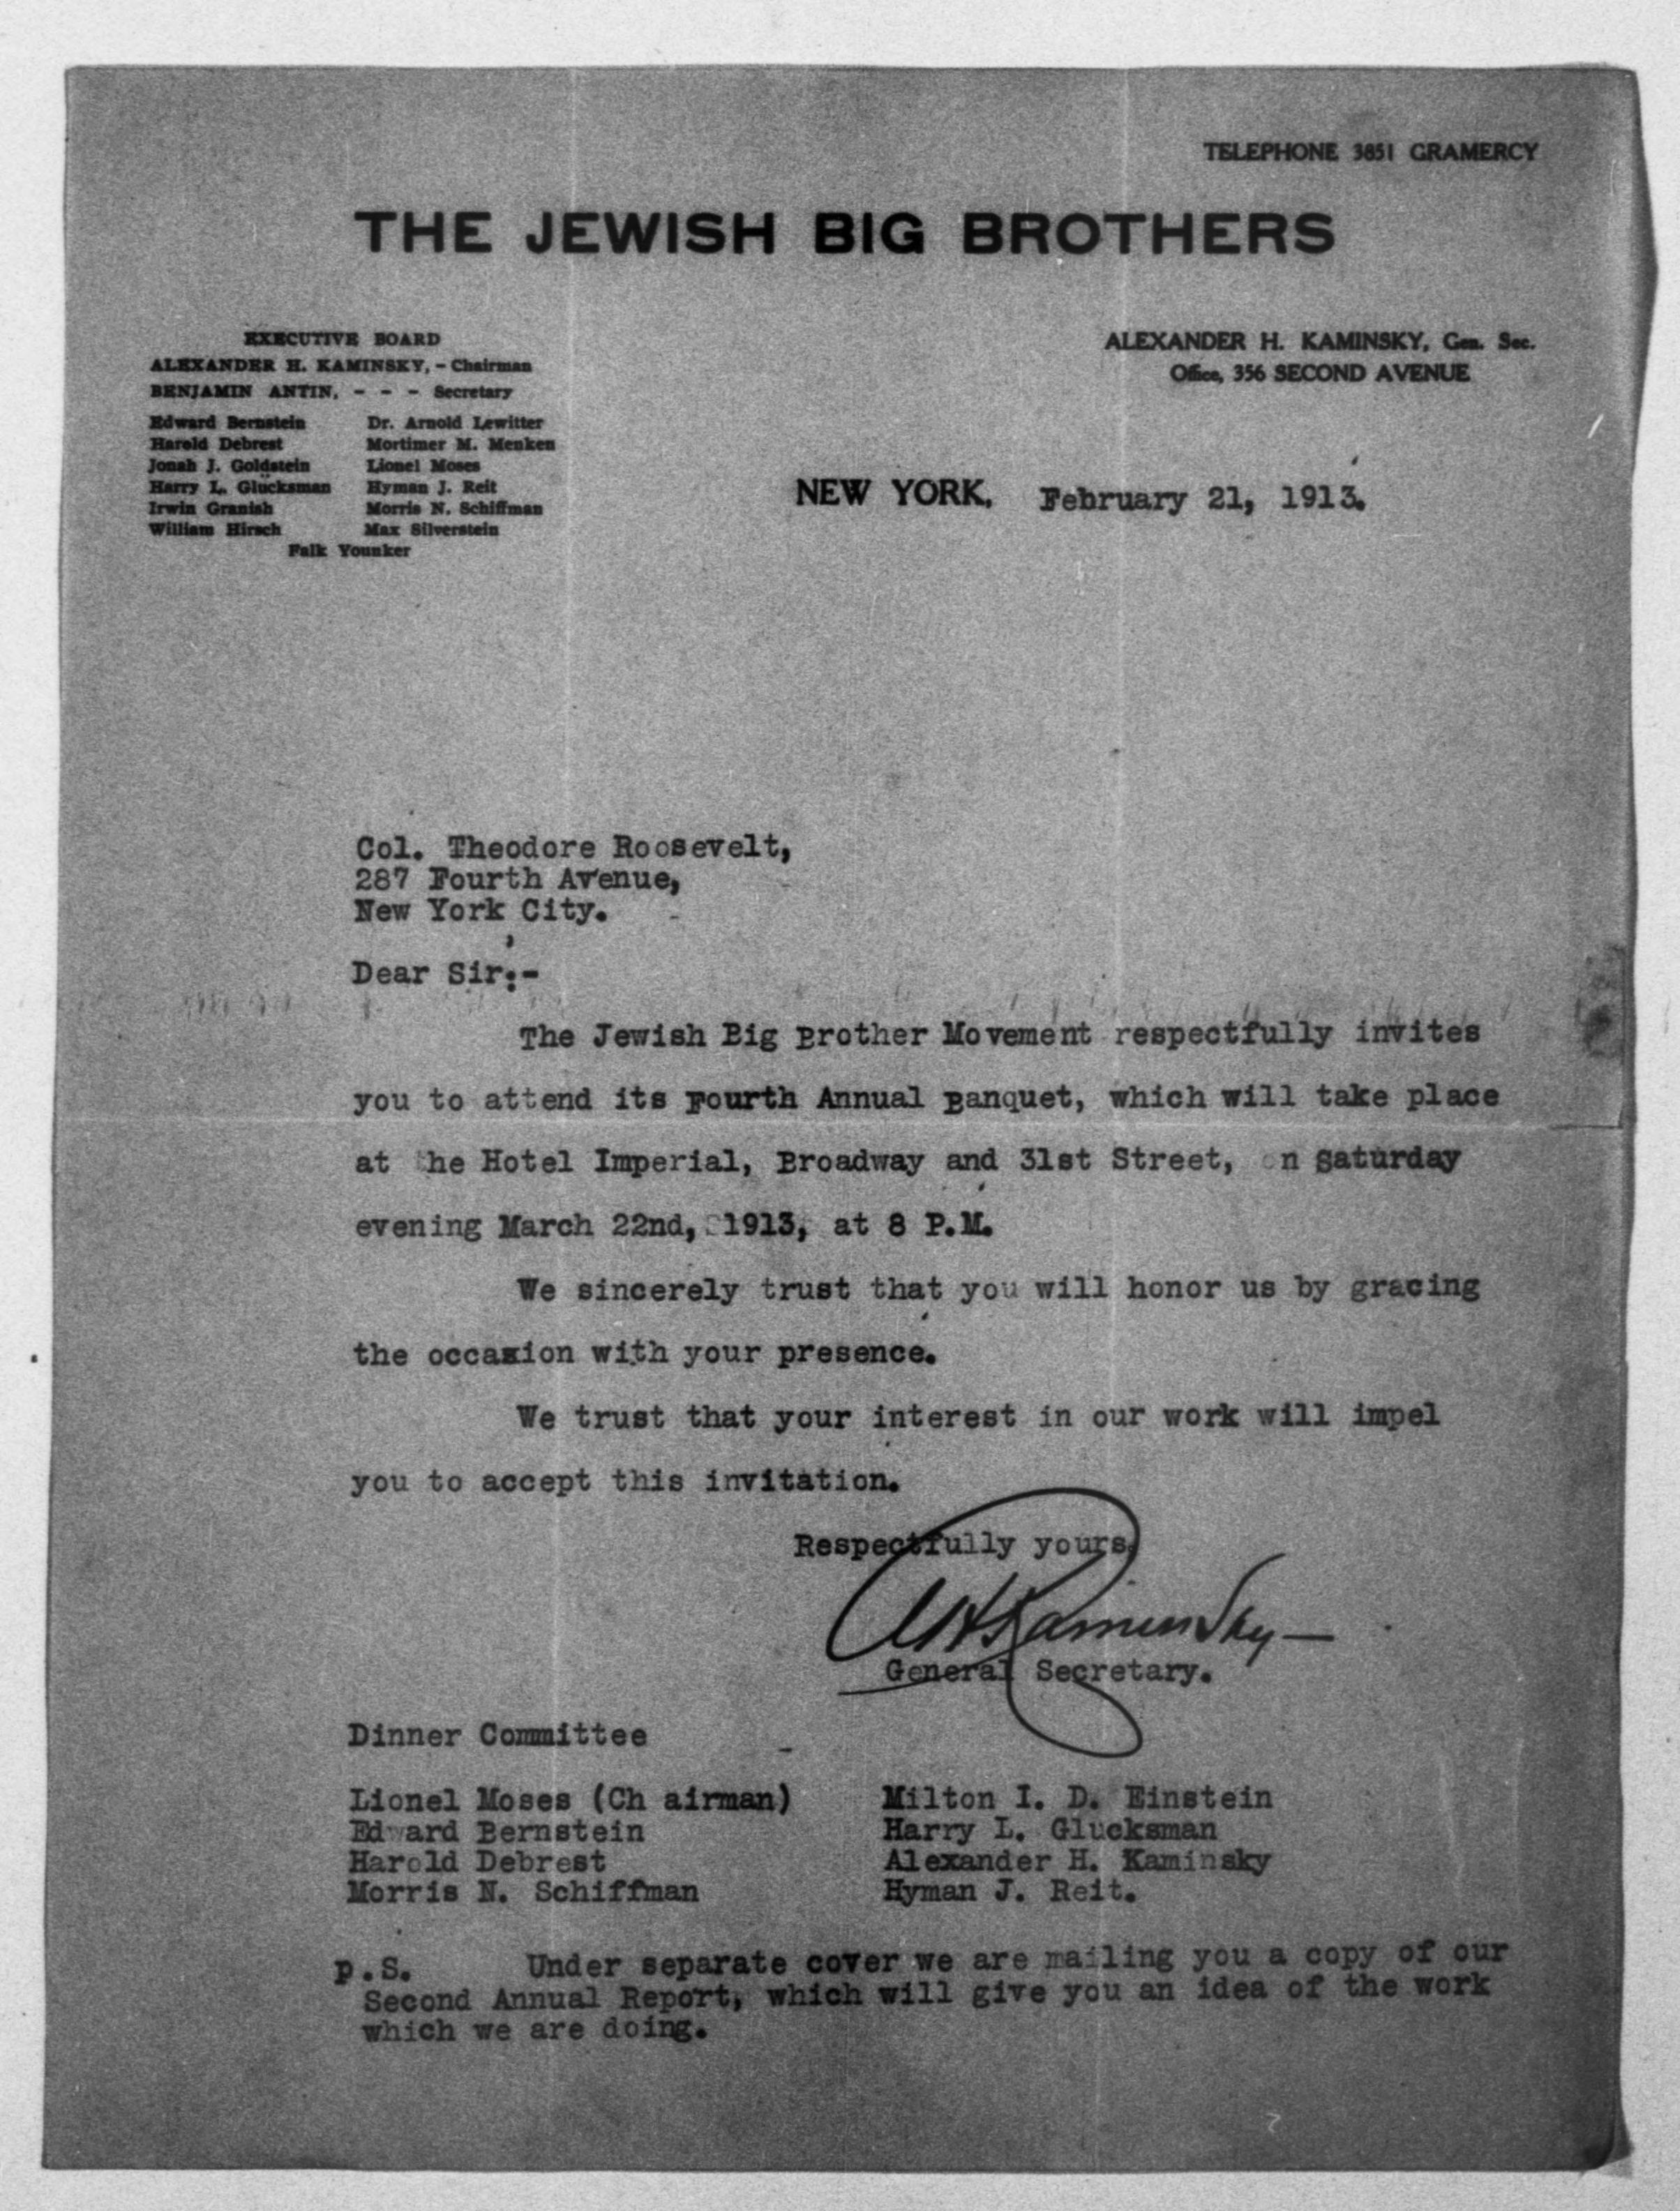 TELEPHONE 3851 GRAMERCY
THE JEWISH BIG BROTHERS
EXECUTIVE BOARD
ALEXANDER H. KAMINSKY, - Chairman
BENJAMIN ANTIN, - - - Secretary
Edward Bernstein Dr. Arnold Lewitter
Harold Debrest Mortimer M. Menken
Jonah J. Goldstein Lionel Moses
Harry L. Glucksman Hyman J. Reit
Irwin Granish Morris N. Schiffman
William Hirsch Max Silverstein
Falk Younker
ALEXANDER H. KAMINSKY, Gen. Sec.
Office, 356 SECOND AVENUE
NEW YORK, February 21, 1913.
Col. Theodore Roosevelt,
287 Fourth Avenue,
New York City.
Dear Sir:-
The Jewish Big Brother Movement respectfully invites
you to attend its Fourth Annual Banquet, which will take place
at the Hotel Imperial, Broadway and 31st Street, on Saturday
evening March 22nd, 1913, at 8 P.M.
We sincerely trust that you will honor us by gracing
the occasion with your presence.
We trust that your interest in our work will impel
you to accept this invitation.
Respectfully yours,
AHKaminsky
General Secretary.
Dinner Committee
Lionel Moses (Ch airman) Milton I. D. Einstein
Edward Bernstein Harry L. Glucksman
Harold Debrest Alexander H. Kaminsky
Morris N. Schiffman Hyman J. Reit.
P.S. Under separate cover we are mailing you a copy of our
Second Annual Report, which will give you an idea of the work
which we are doing.